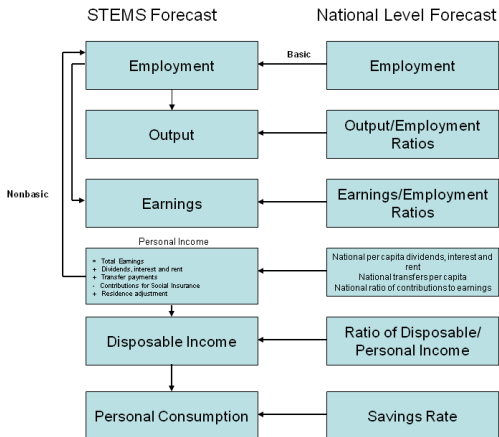 STEMS Forecast
National Level Forecast
Employment
Basic
Employment
Output
Output/Employment
Ratios
Nonbasic
Earnings
Earnings/Employment
Ratios
Personal Income
= Total Earnings
+ Dividends, interest and rent
+ Transfer payments
- Contributions for Social Insurance
+ Residence adjustment
National per capita dividends, interest and
rent
National transfers per capita
National ratio of contributions to earnings
Disposable Income
Ratio of Disposable/
Personal Income
Personal Consumption
Savings Rate